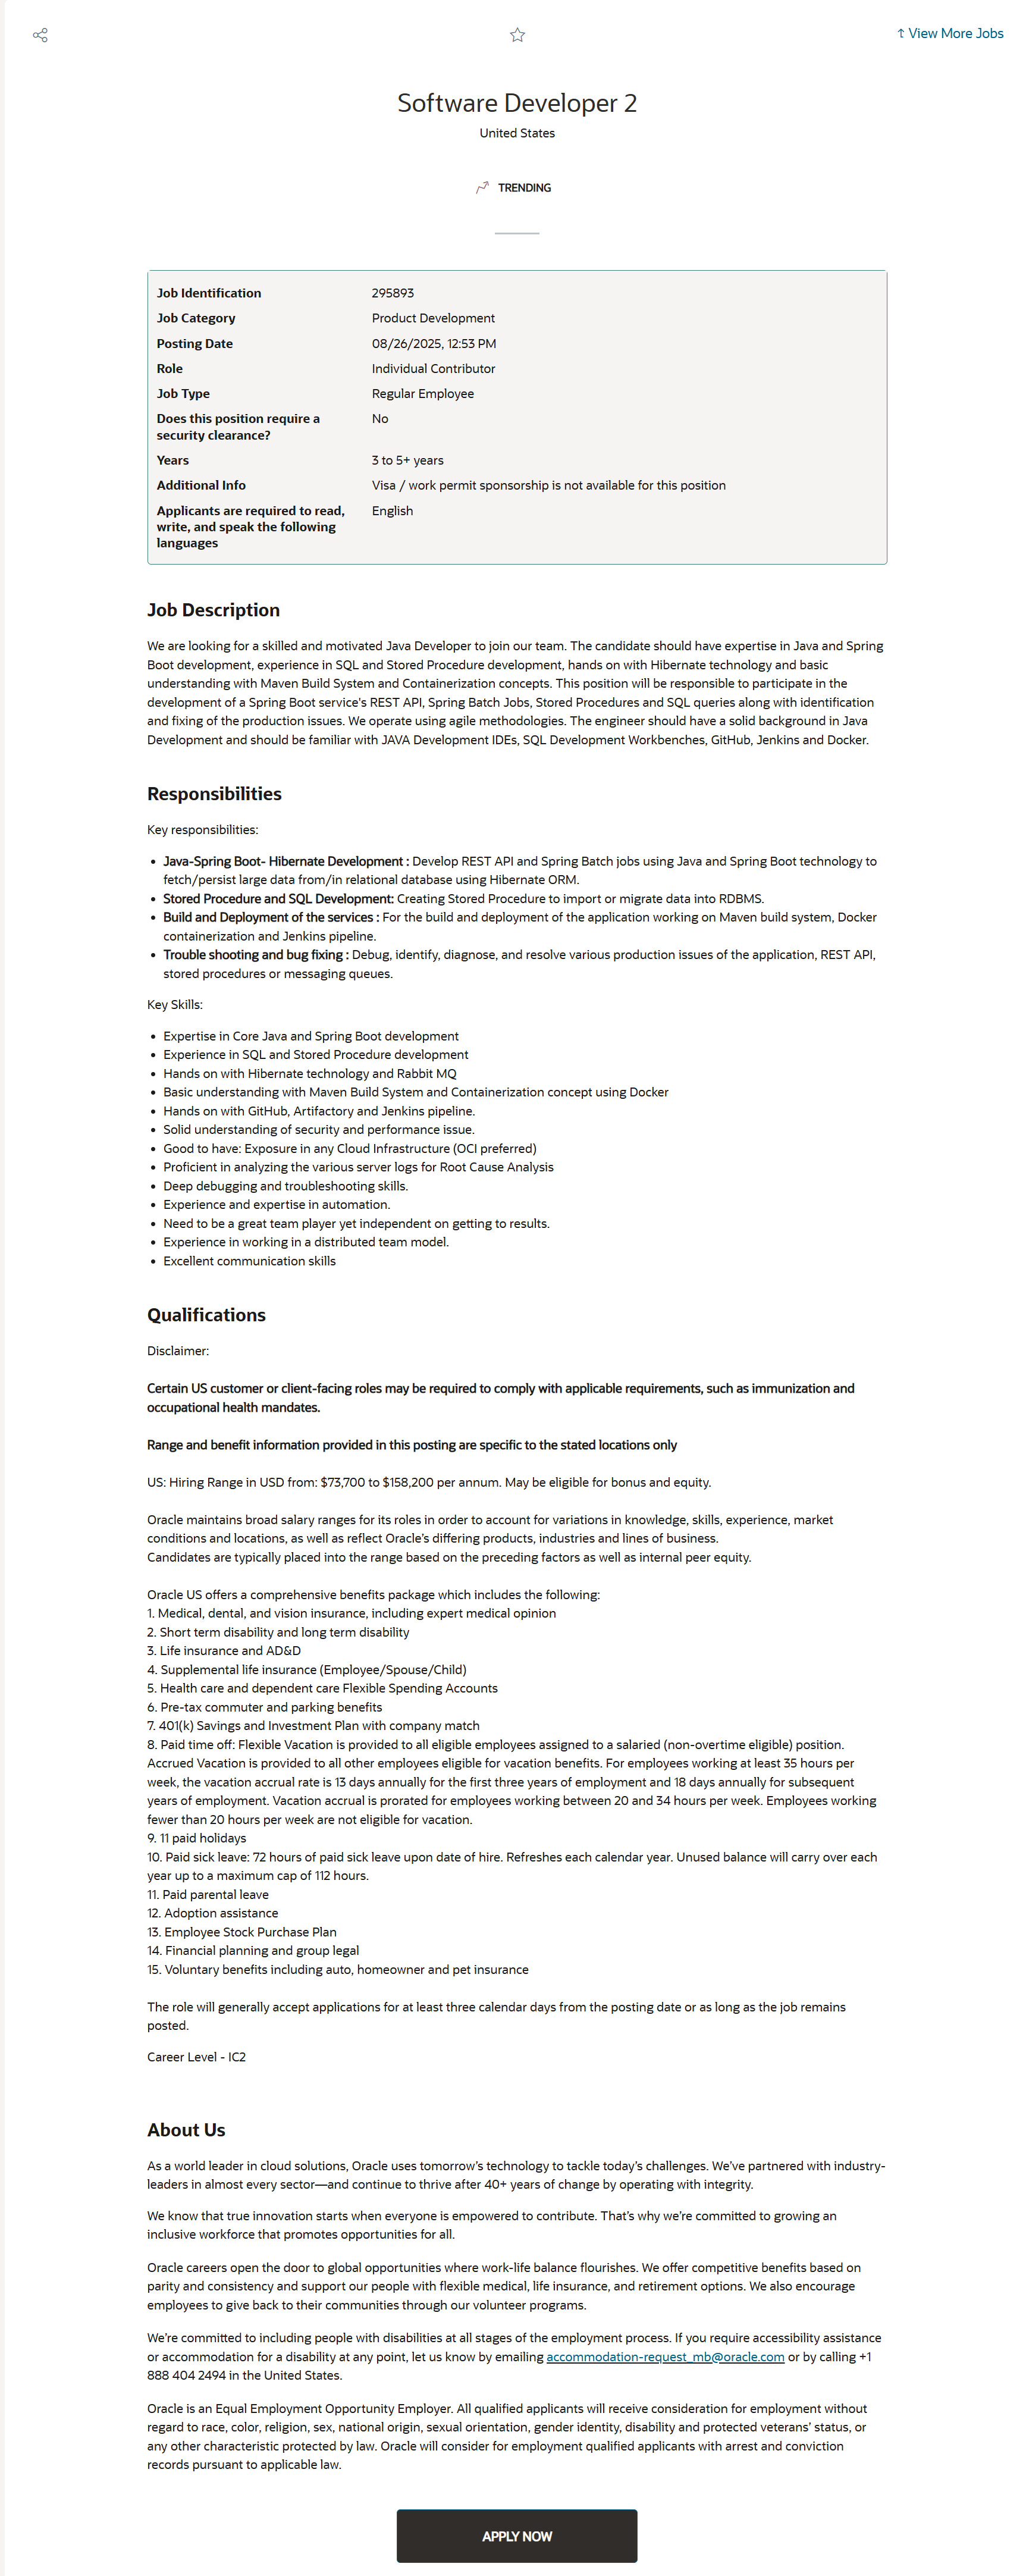 ↑ View More Jobs
Software Developer 2
United States
TRENDING
Job Identification 295893
Job Category Product Development
Posting Date 08/26/2025, 12:53 PM
Role Individual Contributor
Job Type Regular Employee
Does this position require a No
security clearance?
Years 3 to 5+ years
Additional Info Visa / work permit sponsorship is not available for this position
Applicants are required to read, English
write, and speak the following
languages
Job Description
We are looking for a skilled and motivated Java Developer to join our team. The candidate should have expertise in Java and Spring
Boot development, experience in SQL and Stored Procedure development, hands on with Hibernate technology and basic
understanding with Maven Build System and Containerization concepts. This position will be responsible to participate in the
development of a Spring Boot service's REST API, Spring Batch Jobs, Stored Procedures and SQL queries along with identification
and fixing of the production issues. We operate using agile methodologies. The engineer should have a solid background in Java
Development and should be familiar with JAVA Development IDEs, SQL Development Workbenches, GitHub, Jenkins and Docker.
Responsibilities
Key responsibilities:
• Java-Spring Boot- Hibernate Development : Develop REST API and Spring Batch jobs using Java and Spring Boot technology to
fetch/persist large data from/in relational database using Hibernate ORM.
• Stored Procedure and SQL Development: Creating Stored Procedure to import or migrate data into RDBMS.
• Build and Deployment of the services : For the build and deployment of the application working on Maven build system, Docker
containerization and Jenkins pipeline.
• Trouble shooting and bug fixing : Debug, identify, diagnose, and resolve various production issues of the application, REST API,
stored procedures or messaging queues.
Key Skills:
• Expertise in Core Java and Spring Boot development
• Experience in SQL and Stored Procedure development
• Hands on with Hibernate technology and Rabbit MQ
• Basic understanding with Maven Build System and Containerization concept using Docker
• Hands on with GitHub, Artifactory and Jenkins pipeline.
• Solid understanding of security and performance issue.
• Good to have: Exposure in any Cloud Infrastructure (OCI preferred)
• Proficient in analyzing the various server logs for Root Cause Analysis
• Deep debugging and troubleshooting skills.
• Experience and expertise in automation.
• Need to be a great team player yet independent on getting to results.
• Experience in working in a distributed team model.
• Excellent communication skills
Qualifications
Disclaimer:
Certain US customer or client-facing roles may be required to comply with applicable requirements, such as immunization and
occupational health mandates.
Range and benefit information provided in this posting are specific to the stated locations only
US: Hiring Range in USD from: $73,700 to $158,200 per annum. May be eligible for bonus and equity.
Oracle maintains broad salary ranges for its roles in order to account for variations in knowledge, skills, experience, market
conditions and locations, as well as reflect Oracle's differing products, industries and lines of business.
Candidates are typically placed into the range based on the preceding factors as well as internal peer equity.
Oracle US offers a comprehensive benefits package which includes the following:
1. Medical, dental, and vision insurance, including expert medical opinion
2. Short term disability and long term disability
3. Life insurance and AD&D
4. Supplemental life insurance (Employee/Spouse/Child)
5. Health care and dependent care Flexible Spending Accounts
6. Pre-tax commuter and parking benefits
7. 401(k) Savings and Investment Plan with company match
8. Paid time off: Flexible Vacation is provided to all eligible employees assigned to a salaried (non-overtime eligible) position.
Accrued Vacation is provided to all other employees eligible for vacation benefits. For employees working at least 35 hours per
week, the vacation accrual rate is 13 days annually for the first three years of employment and 18 days annually for subsequent
years of employment. Vacation accrual is prorated for employees working between 20 and 34 hours per week. Employees working
fewer than 20 hours per week are not eligible for vacation.
9. 11 paid holidays
10. Paid sick leave: 72 hours of paid sick leave upon date of hire. Refreshes each calendar year. Unused balance will carry over each
year up to a maximum cap of 112 hours.
11. Paid parental leave
12. Adoption assistance
13. Employee Stock Purchase Plan
14. Financial planning and group legal
15. Voluntary benefits including auto, homeowner and pet insurance
The role will generally accept applications for at least three calendar days from the posting date or as long as the job remains
posted.
Career Level - IC2
About Us
As a world leader in cloud solutions, Oracle uses tomorrow's technology to tackle today's challenges. We've partnered with industry-
leaders in almost every sector—and continue to thrive after 40+ years of change by operating with integrity.
We know that true innovation starts when everyone is empowered to contribute. That's why we're committed to growing an
inclusive workforce that promotes opportunities for all.
Oracle careers open the door to global opportunities where work-life balance flourishes. We offer competitive benefits based on
parity and consistency and support our people with flexible medical, life insurance, and retirement options. We also encourage
employees to give back to their communities through our volunteer programs.
We're committed to including people with disabilities at all stages of the employment process. If you require accessibility assistance
or accommodation for a disability at any point, let us know by emailing accommodation-request_mb@oracle.com or by calling +1
888 404 2494 in the United States.
Oracle is an Equal Employment Opportunity Employer. All qualified applicants will receive consideration for employment without
regard to race, color, religion, sex, national origin, sexual orientation, gender identity, disability and protected veterans' status, or
any other characteristic protected by law. Oracle will consider for employment qualified applicants with arrest and conviction
records pursuant to applicable law.
APPLY NOW